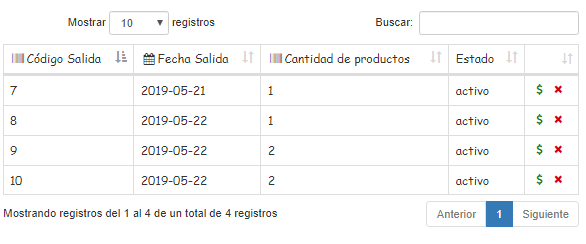 Mostrar 10 registros Buscar:
Código Salida Fecha Salida Cantidad de productos Estado
7 2019-05-21 1 activo $ ✖
8 2019-05-22 1 activo $ ✖
9 2019-05-22 2 activo $ ✖
10 2019-05-22 2 activo $ ✖
Mostrando registros del 1 al 4 de un total de 4 registros Anterior 1 Siguiente